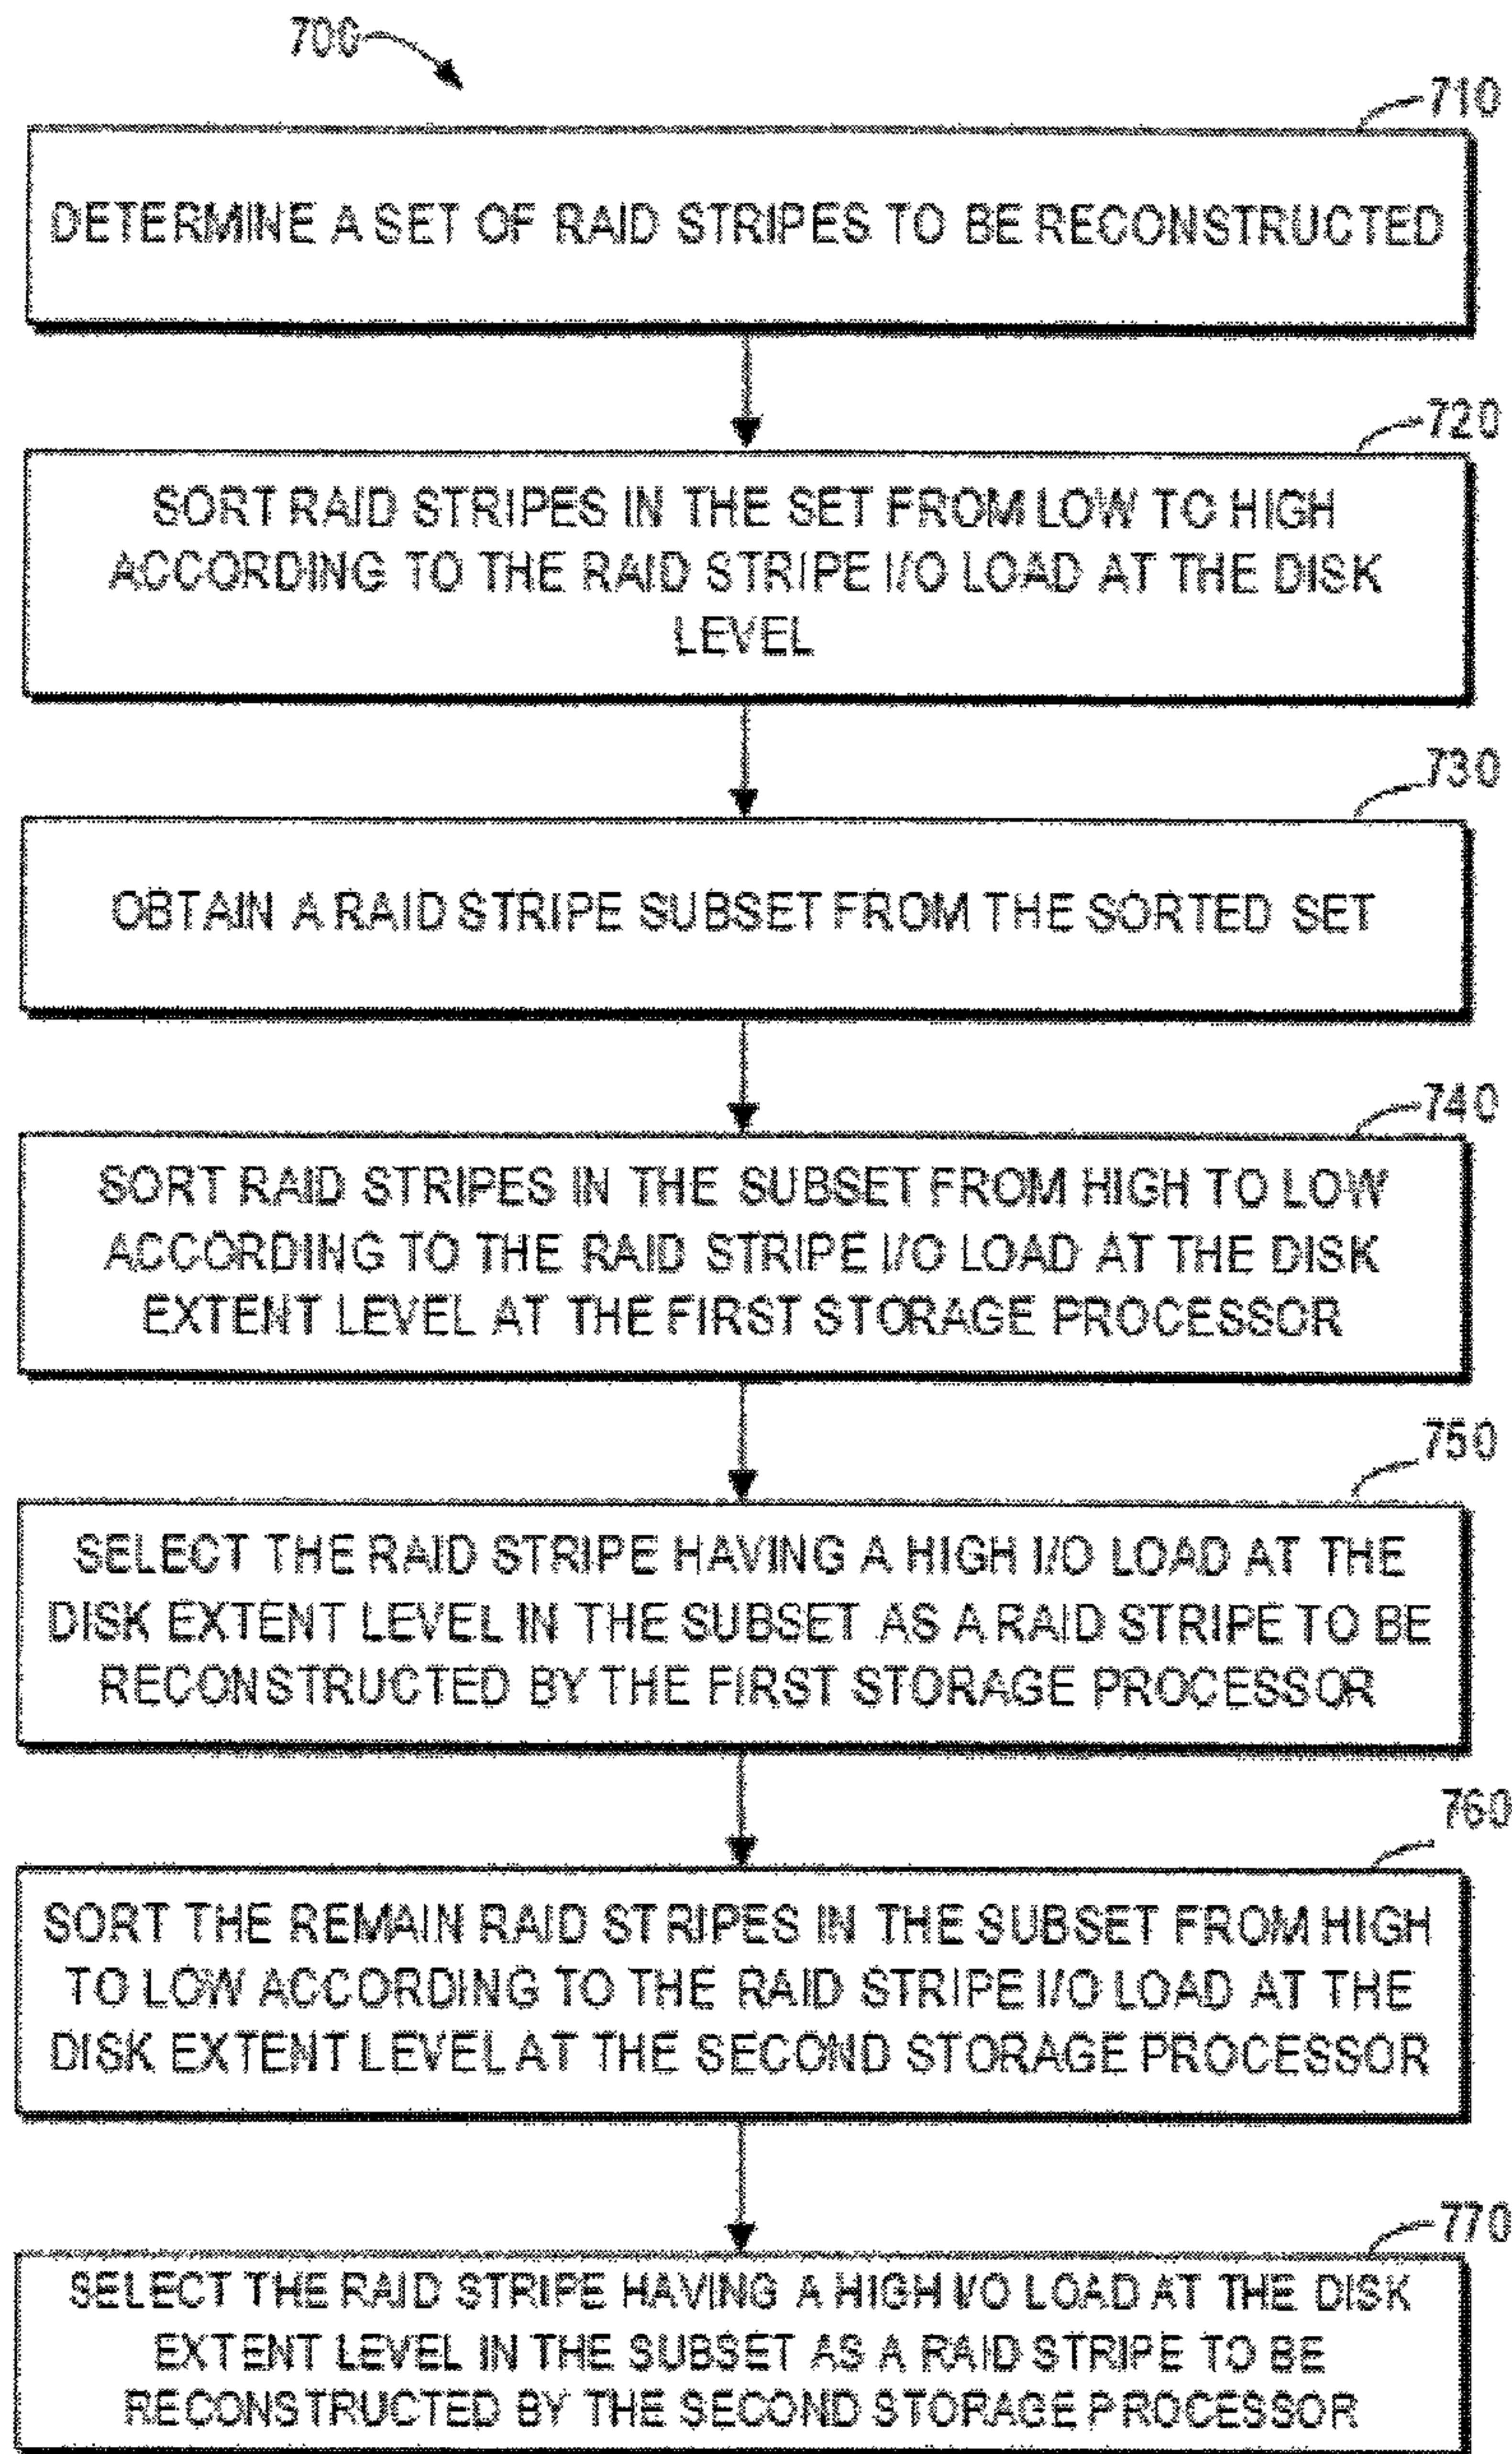 700
710
DETERMINE A SET OF RAID STRIPES TO BE RECONSTRUCTED
720
SORT RAID STRIPES IN THE SET FROM LOW TO HIGH
ACCORDING TO THE RAID STRIPE I/O LOAD AT THE DISK
LEVEL
730
OBTAIN A RAID STRIPE SUBSET FROM THE SORTED SET
740
SORT RAID STRIPES IN THE SUBSET FROM HIGH TO LOW
ACCORDING TO THE RAID STRIPE I/O LOAD AT THE DISK
EXTENT LEVEL AT THE FIRST STORAGE PROCESSOR
750
SELECT THE RAID STRIPE HAVING A HIGH I/O LOAD AT THE
DISK EXTENT LEVEL IN THE SUBSET AS A RAID STRIPE TO BE
RECONSTRUCTED BY THE FIRST STORAGE PROCESSOR
760
SORT THE REMAIN RAID STRIPES IN THE SUBSET FROM HIGH
TO LOW ACCORDING TO THE RAID STRIPE I/O LOAD AT THE
DISK EXTENT LEVEL AT THE SECOND STORAGE PROCESSOR
770
SELECT THE RAID STRIPE HAVING A HIGH I/O LOAD AT THE DISK
EXTENT LEVEL IN THE SUBSET AS A RAID STRIPE TO BE
RECONSTRUCTED BY THE SECOND STORAGE PROCESSOR